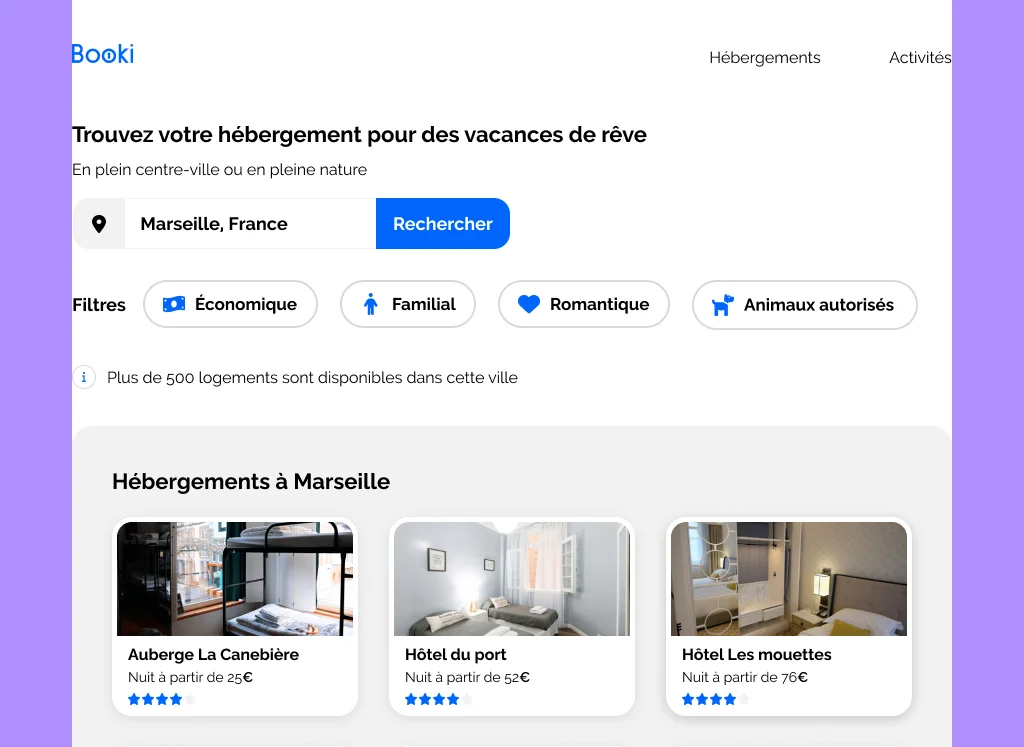 Booki
Hébergements
Activités
Trouvez votre hébergement pour des vacances de rêve
En plein centre-ville ou en pleine nature
Marseille, France
Rechercher
Filtres
Économique
Familial
Romantique
Animaux autorisés
i
Plus de 500 logements sont disponibles dans cette ville
Hébergements à Marseille
Auberge La Canebière
Nuit à partir de 25€
Hôtel du port
Nuit à partir de 52€
Hôtel Les mouettes
Nuit à partir de 76€